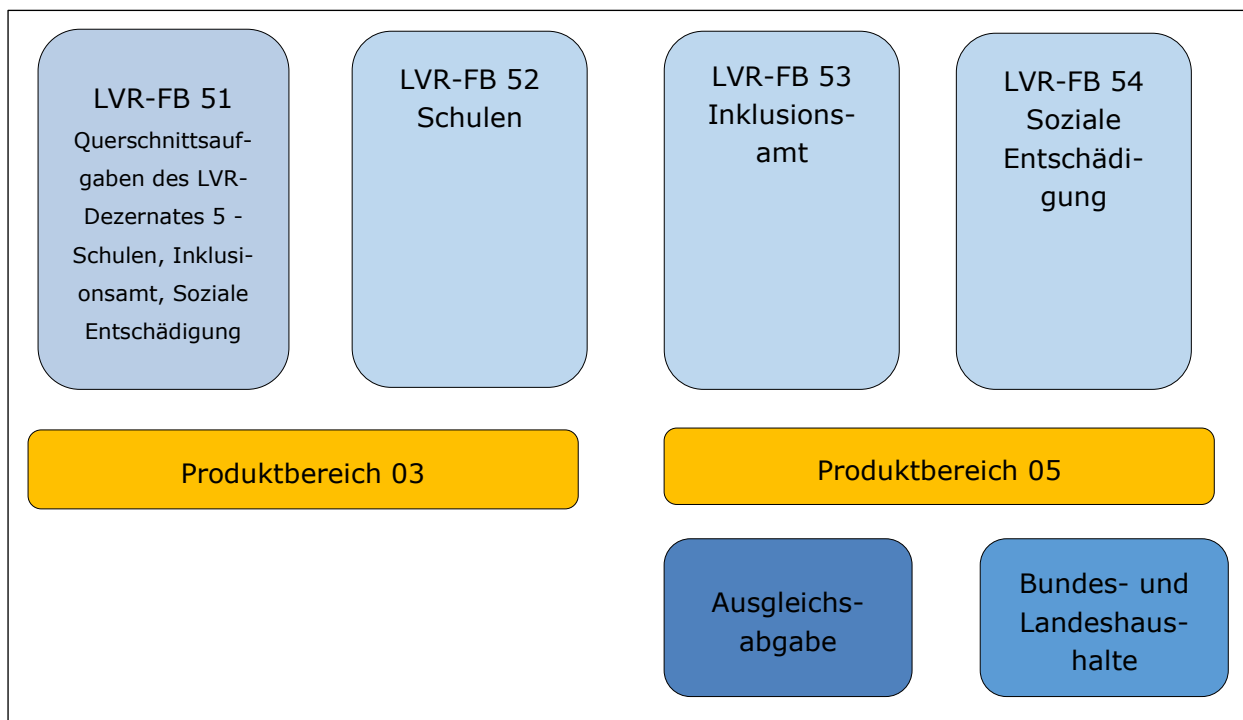 LVR-FB 51
Querschnittsauf-
gaben des LVR-
Dezernates 5 -
Schulen, Inklusi-
onsamt, Soziale
Entschädigung
LVR-FB 52
Schulen
LVR-FB 53
Inklusions-
amt
LVR-FB 54
Soziale
Entschädi-
gung
Produktbereich 03
Produktbereich 05
Ausgleichs-
abgabe
Bundes- und
Landeshaus-
halte